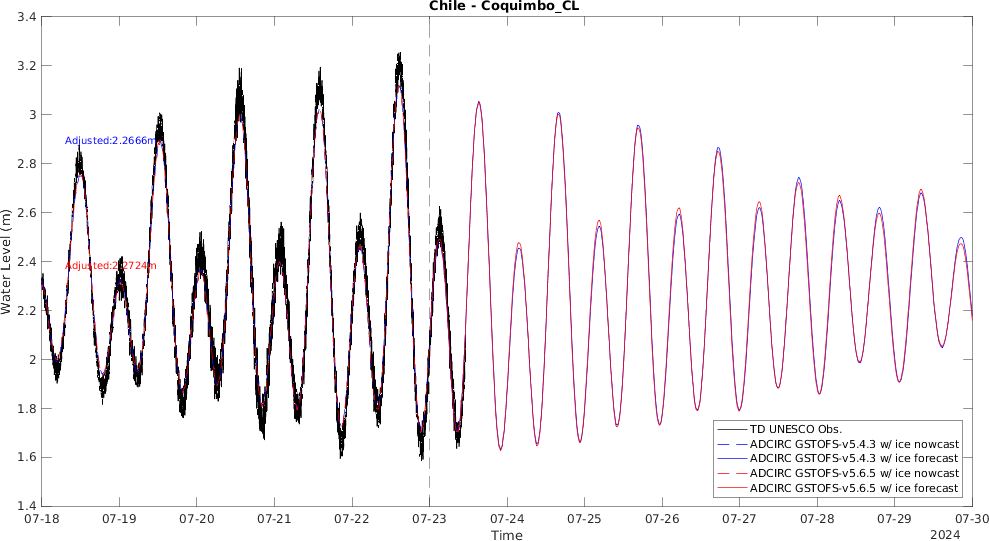 Chile - Coquimbo_CL
3.4
3.2
3
2.8
2.6
2.4
2.2
2
1.8
1.6
1.4
Water Level (m)
Adjusted:2.2666m
Adjusted:2.2724m
TD UNESCO Obs.
ADCIRC GSTOFS-v5.4.3 w/ ice nowcast
ADCIRC GSTOFS-v5.4.3 w/ ice forecast
ADCIRC GSTOFS-v5.6.5 w/ ice nowcast
ADCIRC GSTOFS-v5.6.5 w/ ice forecast
07-18 07-19 07-20 07-21 07-22 07-23 07-24 07-25 07-26 07-27 07-28 07-29 07-30
Time
2024